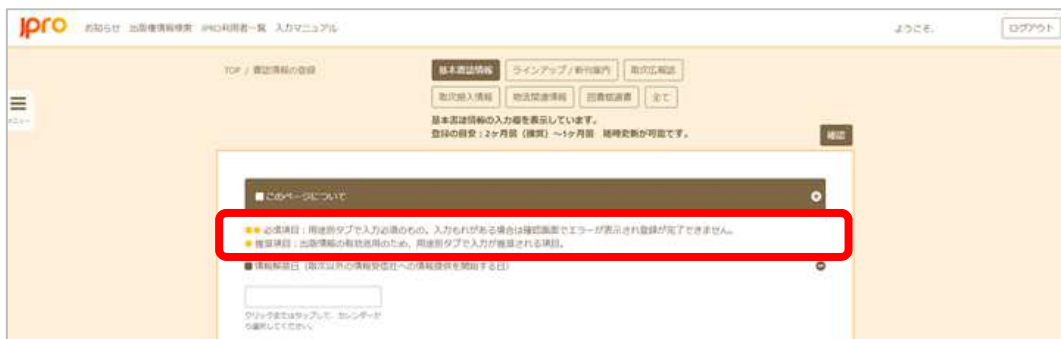 JPRO お知らせ 出版権情報検索 JPRO利用者一覧 入力マニュアル ようこそ、 ログアウト
TOP / 書誌情報の登録 基本書誌情報 ラインアップ/新刊案内 取次広報誌
取次搬入情報 物流関連情報 図書館選書 全て
メニュー
基本書誌情報の入力欄を表示しています。
登録の目安：2ヶ月前（推奨）～1ヶ月前 随時更新が可能です。
確認
■このページについて
●●必須項目：用途別タブで入力必須のもの。入力もれがある場合は確認画面でエラーが表示され登録が完了できません。
●推奨項目：出版情報の有効活用のため、用途別タブで入力が推奨される項目。
■情報解禁日（取次以外の情報受信社への情報提供を開始する日）
クリックまたはタップして、カレンダーか
ら選択してください。